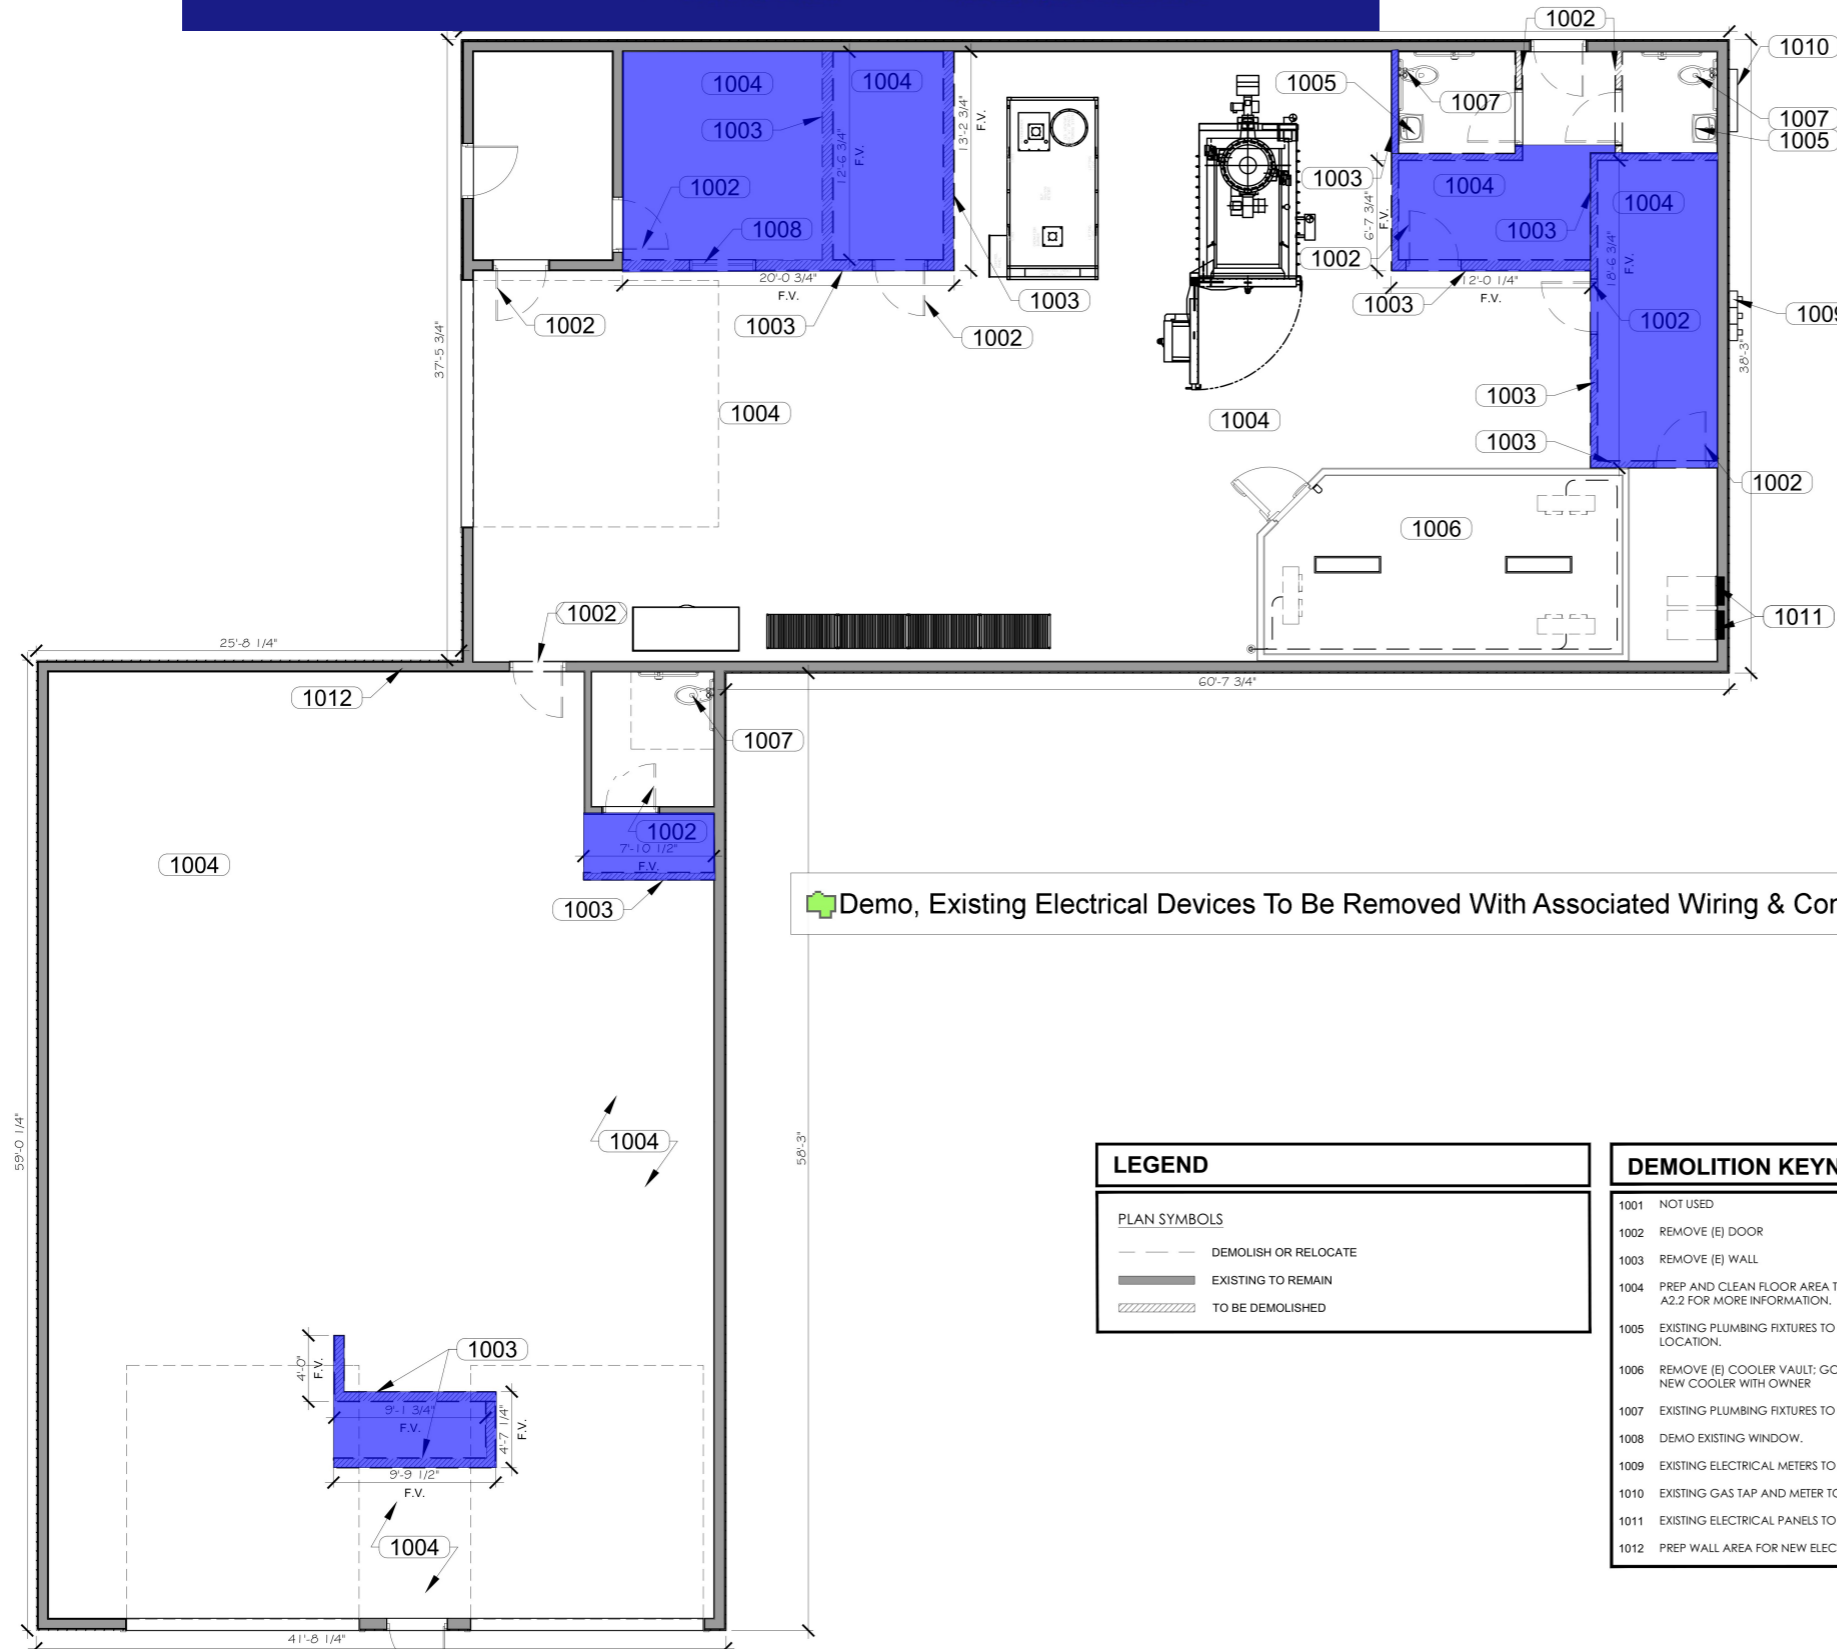 1002
1010
1004
1004
1005
1007
1007
1003
1005
13'-2 3/4"
F.V.
12'-6 3/4"
F.V.
1003
1004
1004
1002
6'-7 3/4"
F.V.
1008
1003
1002
18'-6 3/4"
F.V.
20'-0 3/4"
F.V.
1003
1003
12'-0 1/4"
F.V.
1002
1003
1002
1002
1009
37'-5 3/4"
38'-3"
1003
1004
1004
1003
1002
1006
1002
1011
25'-8 1/4"
1012
60'-7 3/4"
1007
1002
7'-10 1/2"
F.V.
1004
1003
Demo, Existing Electrical Devices To Be Removed With Associated Wiring &
59'-0 1/4"
1004
58'-3"
LEGEND
PLAN SYMBOLS
DEMOLISH OR RELOCATE
EXISTING TO REMAIN
TO BE DEMOLISHED
DEMOLITION KEYN
1001 NOT USED
1002 REMOVE (E) DOOR
1003 REMOVE (E) WALL
1004 PREP AND CLEAN FLOOR AREA
A2.2 FOR MORE INFORMATION.
1005 EXISTING PLUMBING FIXTURES TO
LOCATION.
1006 REMOVE (E) COOLER VAULT;
NEW COOLER WITH OWNER
1007 EXISTING PLUMBING FIXTURES TO
1008 DEMO EXISTING WINDOW.
1009 EXISTING ELECTRICAL METERS TO
1010 EXISTING GAS TAP AND METER TO
1011 EXISTING ELECTRICAL PANELS TO
1012 PREP WALL AREA FOR NEW ELEC
4'-0"
F.V.
1003
9'-1 3/4"
F.V.
4'-7 1/4"
F.V.
9'-9 1/2"
F.V.
1004
41'-8 1/4"